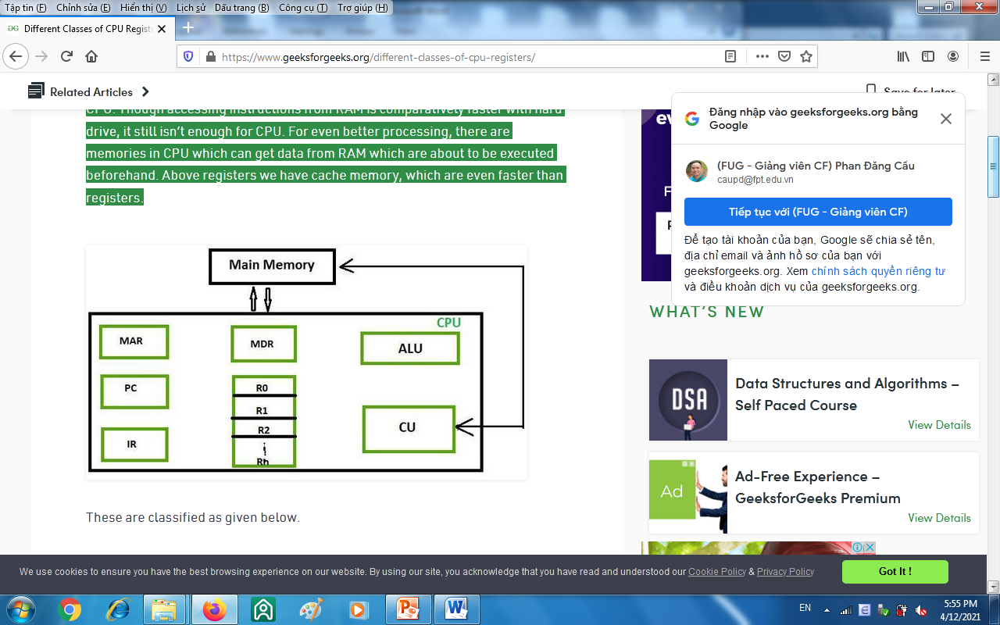 Tập tin (F) Chỉnh sửa (E) Hiển thị (V) Lịch sử Dấu trang (B) Công cụ (T) Trợ giúp (H)
Different Classes of CPU Regist
https://www.geeksforgeeks.org/different-classes-of-cpu-registers/
Related Articles
Save for later
CPU. Though accessing instructions from RAM is comparatively faster with hard
drive, it still isn’t enough for CPU. For even better processing, there are
memories in CPU which can get data from RAM which are about to be executed
beforehand. Above registers we have cache memory, which are even faster than
registers.
Main Memory
CPU
MAR
MDR
ALU
PC
R0
R1
R2
CU
IR
Rh
These are classified as given below.
Đăng nhập vào geeksforgeeks.org bằng
Google
(FUG - Giảng viên CF) Phan Đăng Cầu
caupd@fpt.edu.vn
Tiếp tục với (FUG - Giảng viên CF)
Để tạo tài khoản của bạn, Google sẽ chia sẻ tên,
địa chỉ email và ảnh hồ sơ của bạn với
geeksforgeeks.org. Xem chính sách quyền riêng tư
và điều khoản dịch vụ của geeksforgeeks.org.
WHAT’S NEW
DSA
Data Structures and Algorithms –
Self Paced Course
View Details
Ad
Ad-Free Experience –
GeeksforGeeks Premium
View Details
We use cookies to ensure you have the best browsing experience on our website. By using our site, you acknowledge that you have read and understood our Cookie Policy & Privacy Policy
Got It !
EN
5:55 PM
4/12/2021